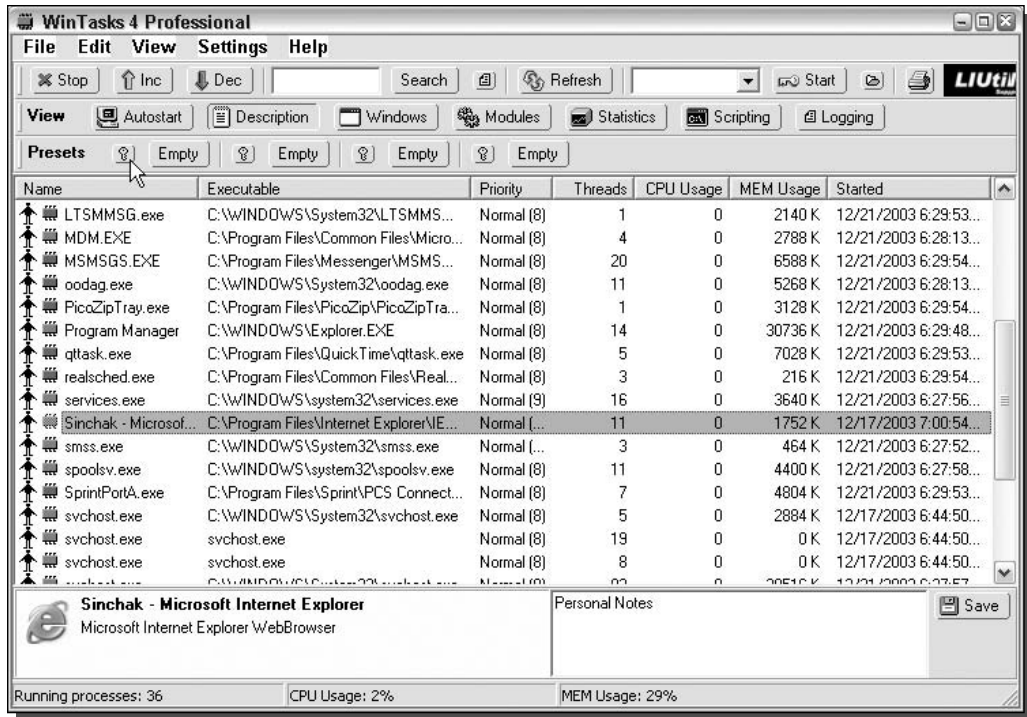 WinTasks 4 Professional
File Edit View Settings Help
Stop Inc Dec Search Refresh Start
View Autostart Description Windows Modules Statistics Scripting Logging
Presets Empty Empty Empty Empty
Name Executable Priority Threads CPU Usage MEM Usage Started
LTSMMSG.exe C:\WINDOWS\System32\LTSMMS... Normal (8) 1 0 2140 K 12/21/2003 6:29:53...
MDM.EXE C:\Program Files\Common Files\Micro... Normal (8) 4 0 2788 K 12/21/2003 6:28:13...
MSMSGS.EXE C:\Program Files\Messenger\MSMS... Normal (8) 20 0 6588 K 12/21/2003 6:29:54...
oodag.exe C:\WINDOWS\System32\oodag.exe Normal (8) 11 0 5268 K 12/21/2003 6:28:13...
PicoZipTray.exe C:\Program Files\PicoZip\PicoZipTra... Normal (8) 1 0 3128 K 12/21/2003 6:29:54...
Program Manager C:\WINDOWS\Explorer.EXE Normal (8) 14 0 30736 K 12/21/2003 6:29:48...
qttask.exe C:\Program Files\QuickTime\qttask.exe Normal (8) 5 0 7028 K 12/21/2003 6:29:53...
realsched.exe C:\Program Files\Common Files\Real... Normal (8) 3 0 216 K 12/21/2003 6:29:54...
services.exe C:\WINDOWS\system32\services.exe Normal (9) 16 0 3640 K 12/21/2003 6:27:56...
Sinchak - Microsof... C:\Program Files\Internet Explorer\IE... Normal (... 11 0 1752 K 12/17/2003 7:00:54...
smss.exe C:\WINDOWS\System32\smss.exe Normal (... 3 0 464 K 12/21/2003 6:27:52...
spoolsv.exe C:\WINDOWS\system32\spoolsv.exe Normal (8) 11 0 4400 K 12/21/2003 6:27:58...
SprintPortA.exe C:\Program Files\Sprint\PCS Connect... Normal (8) 7 0 4804 K 12/21/2003 6:29:53...
svchost.exe C:\WINDOWS\System32\svchost.exe Normal (8) 5 0 2884 K 12/17/2003 6:44:50...
svchost.exe svchost.exe Normal (8) 19 0 0 K 12/17/2003 6:44:50...
svchost.exe svchost.exe Normal (8) 8 0 0 K 12/17/2003 6:44:50...
Sinchak - Microsoft Internet Explorer Personal Notes Save
Microsoft Internet Explorer WebBrowser
Running processes: 36 CPU Usage: 2% MEM Usage: 29%